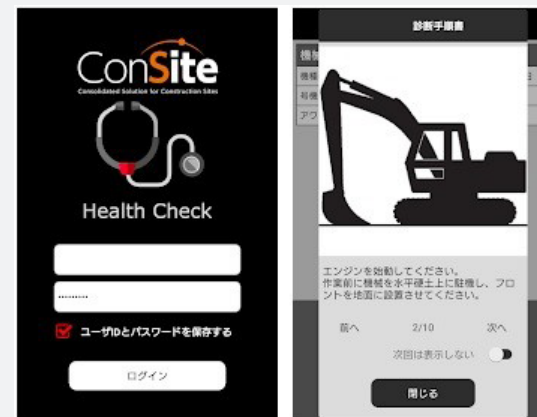 ConSite
Consolidated Solution for Construction Sites
Health Check
ユーザIDとパスワードを保存する
ログイン
診断手順書
機械
機種
号機
アワ
エンジンを始動してください。
作業前に機械を水平硬土上に駐機し、フロ
ントを地面に設置させてください。
前へ 2/10 次へ
次回は表示しない
閉じる